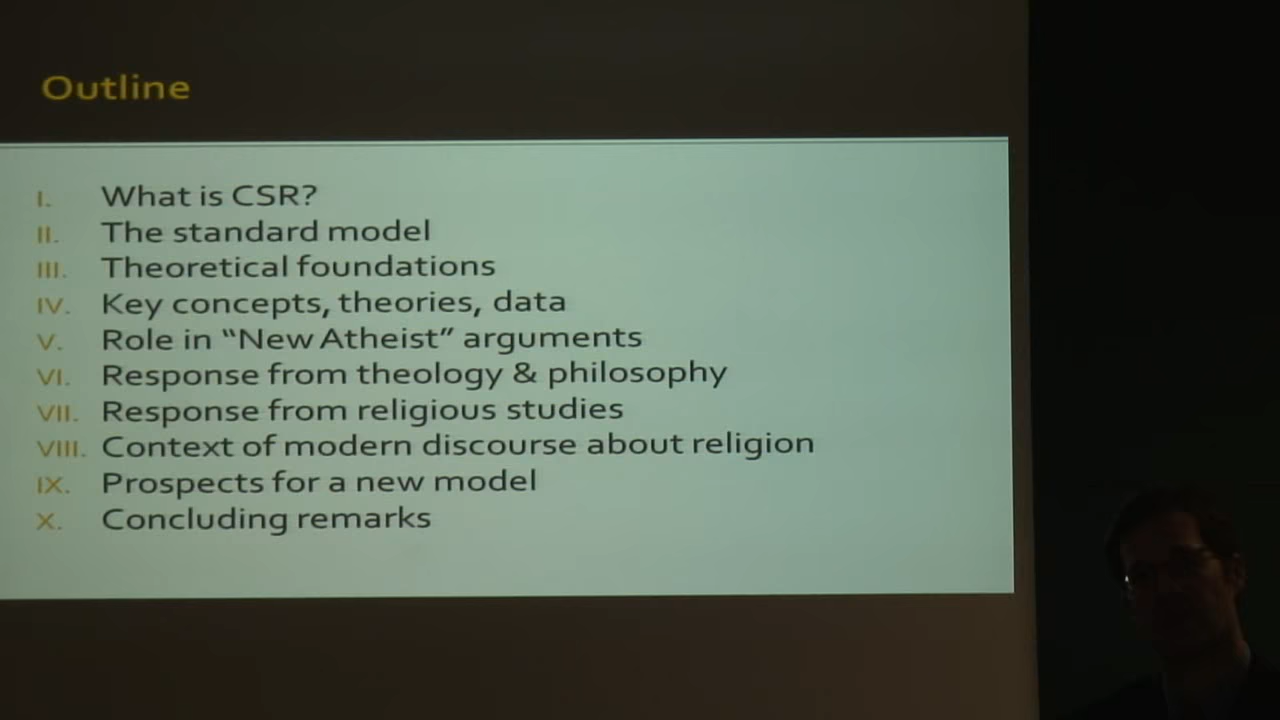 Outline
I. What is CSR?
II. The standard model
III. Theoretical foundations
IV. Key concepts, theories, data
V. Role in “New Atheist” arguments
VI. Response from theology & philosophy
VII. Response from religious studies
VIII. Context of modern discourse about religion
IX. Prospects for a new model
X. Concluding remarks